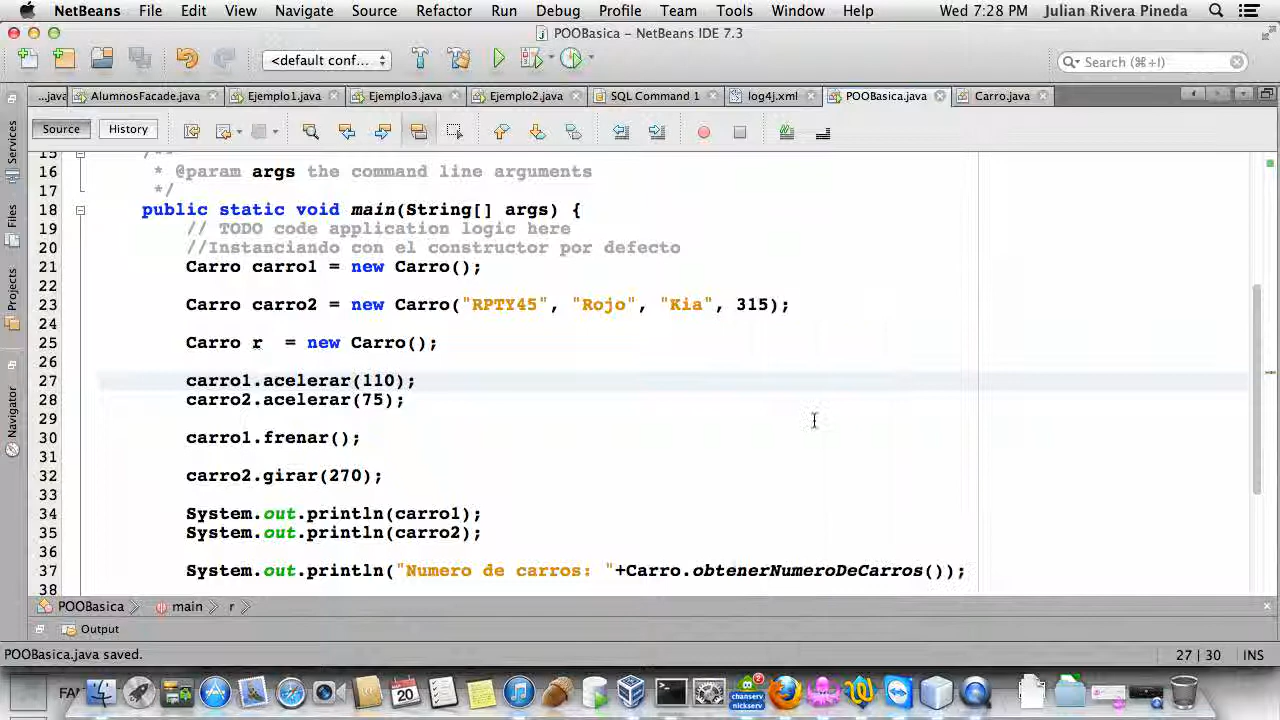 NetBeans File Edit View Navigate Source Refactor Run Debug Profile Team Tools Window Help Wed 7:28 PM Julian Rivera Pineda
POOBasica - NetBeans IDE 7.3
<default conf... Search (⌘+I)
...java AlumnosFacade.java Ejemplo1.java Ejemplo3.java Ejemplo2.java SQL Command 1 log4j.xml POOBasica.java Carro.java
Source History
Services
Files
Projects
Navigator
15 /**
16 * @param args the command line arguments
17 */
18 public static void main(String[] args) {
19 // TODO code application logic here
20 //Instanciando con el constructor por defecto
21 Carro carro1 = new Carro();
22
23 Carro carro2 = new Carro("RPTY45", "Rojo", "Kia", 315);
24
25 Carro r = new Carro();
26
27 carro1.acelerar(110);
28 carro2.acelerar(75);
29
30 carro1.frenar();
31
32 carro2.girar(270);
33
34 System.out.println(carro1);
35 System.out.println(carro2);
36
37 System.out.println("Numero de carros: "+Carro.obtenerNumeroDeCarros());
38
POOBasica main r
Output
POOBasica.java saved. 27 | 30 INS
FA
APR
20
2
chanserv
nickserv